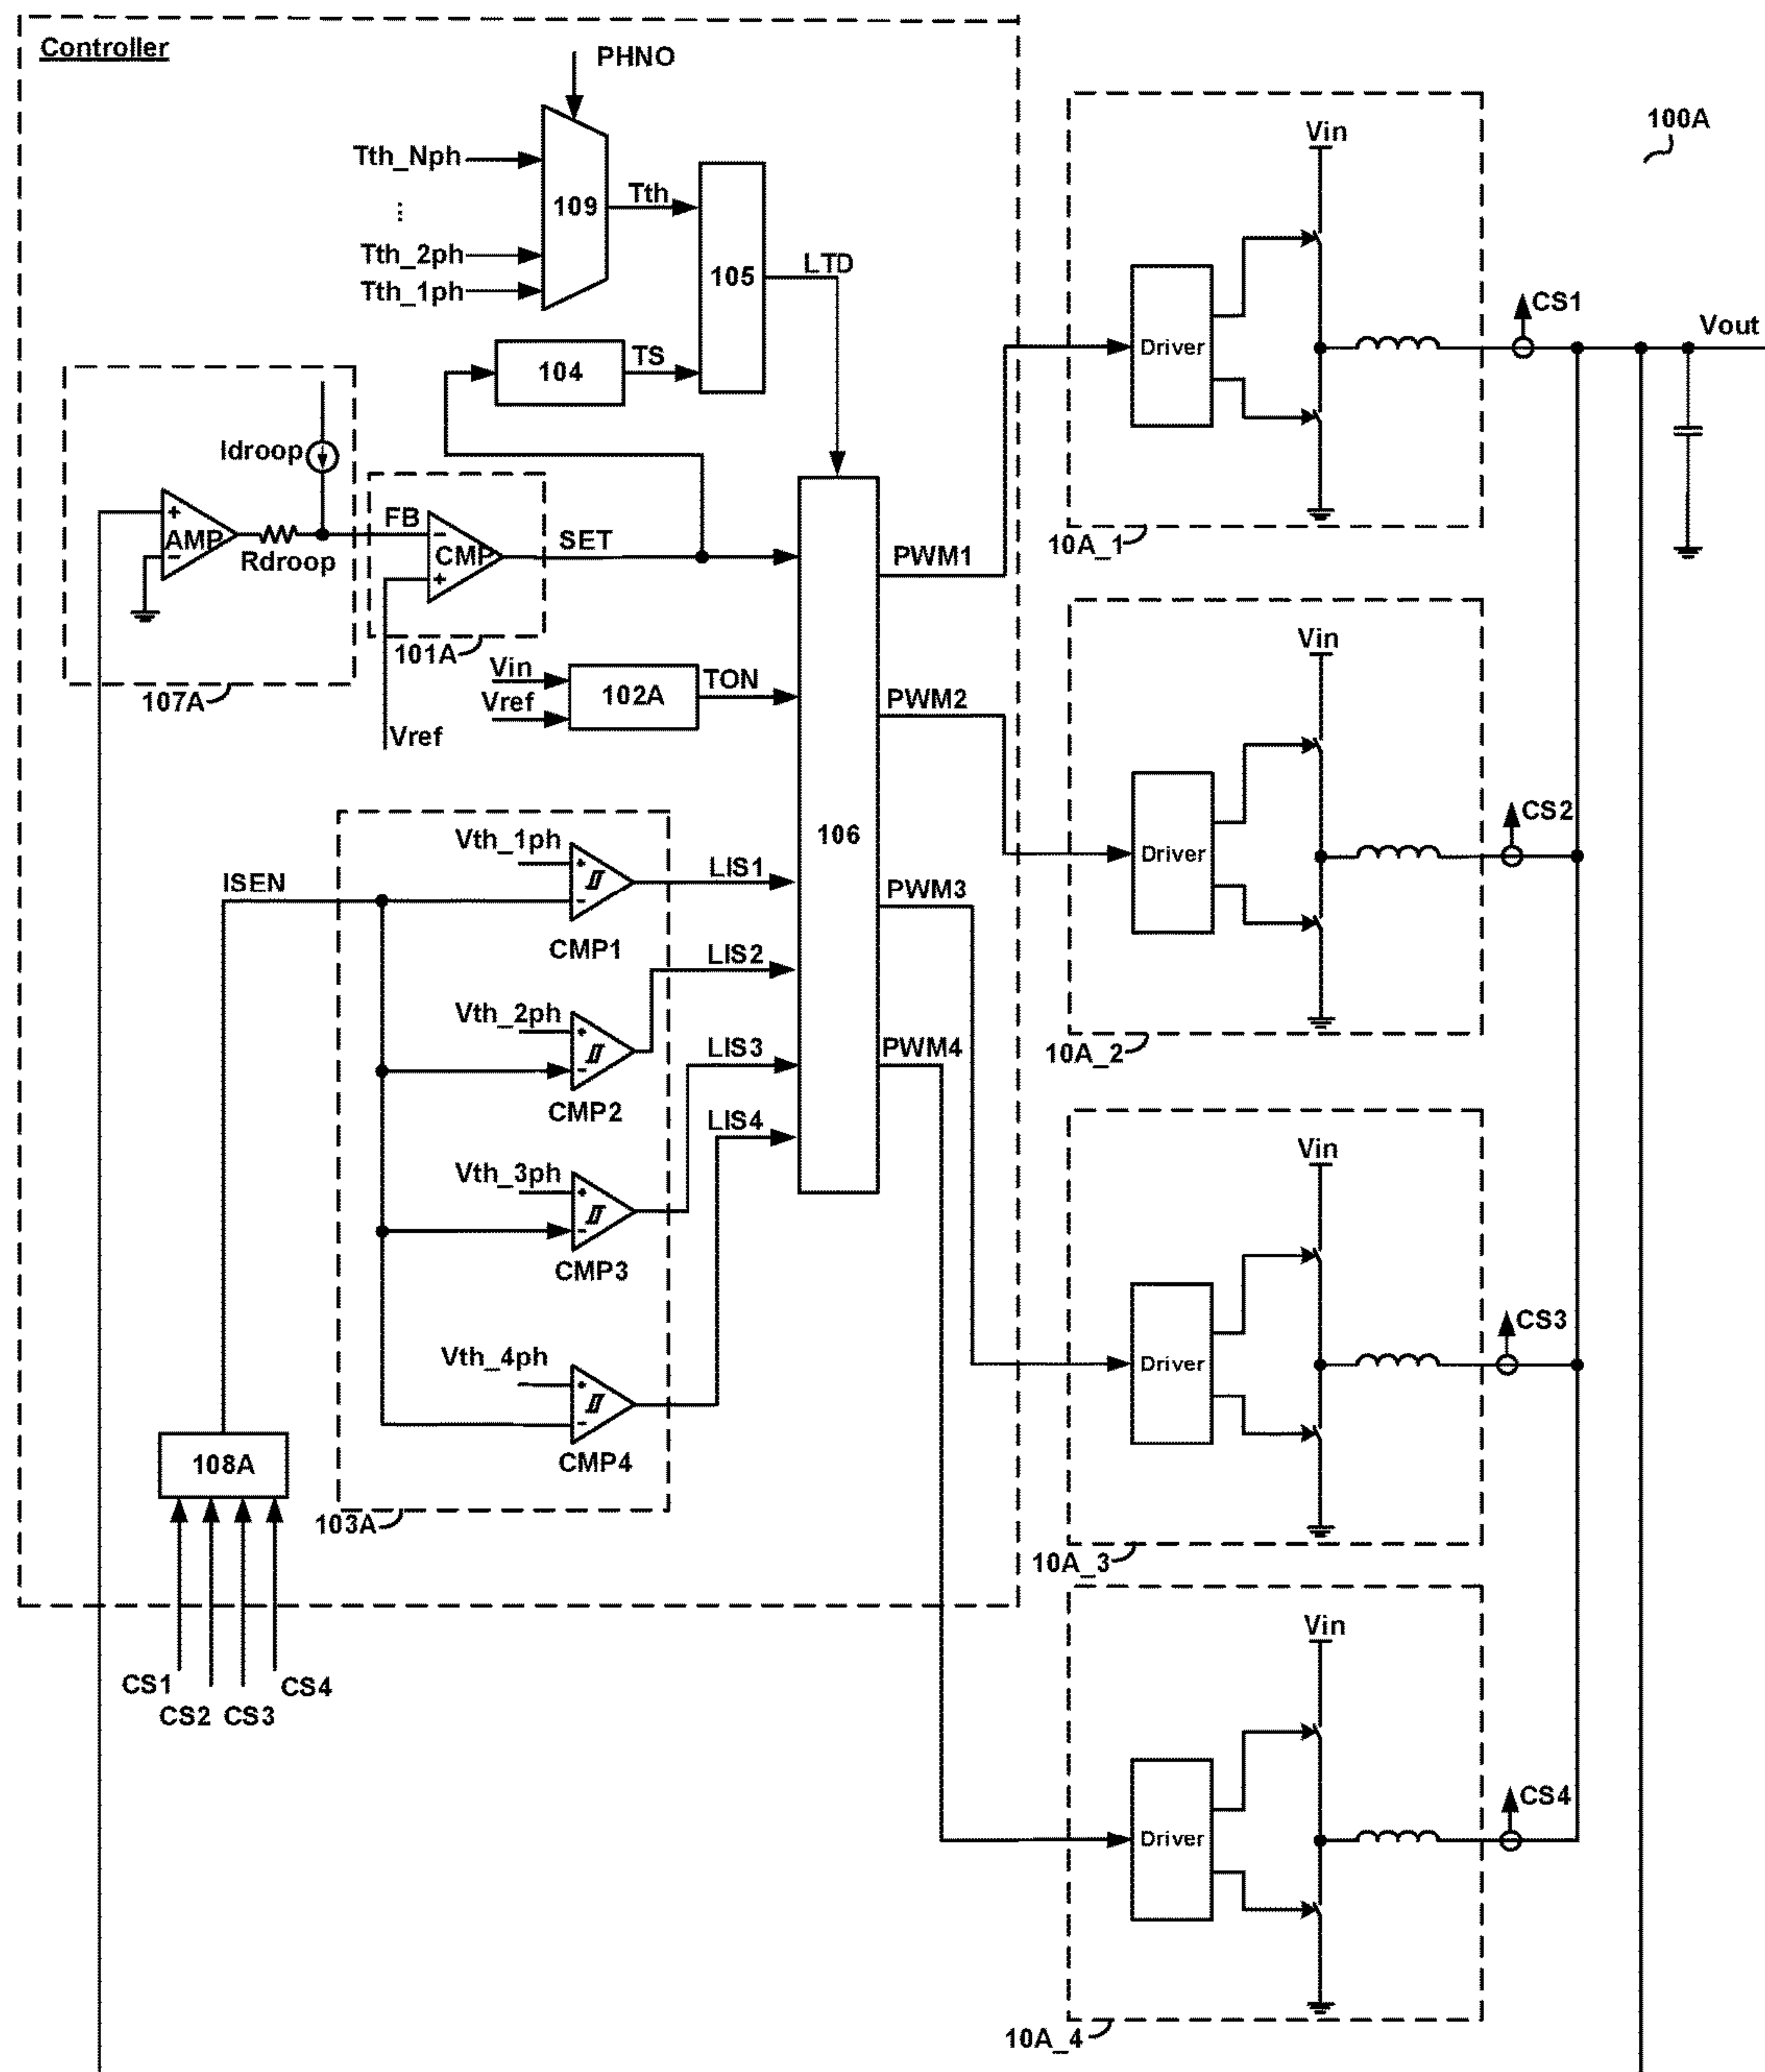 Controller
PHNO
100A
Vin
Tth_Nph
109
Tth
...
Tth_2ph
Tth_1ph
105
LTD
CS1
Vout
Driver
104
TS
Idroop
+
AMP
-
Rdroop
FB
-
CMP
+
SET
10A_1
PWM1
101A
107A
Vref
Vin
Vref
102A
TON
PWM2
Vin
CS2
Driver
106
Vth_1ph
+
-
LIS1
ISEN
CMP1
PWM3
LIS2
Vth_2ph
+
-
CMP2
LIS3
PWM4
10A_2
LIS4
Vth_3ph
+
-
CMP3
Vin
CS3
Driver
Vth_4ph
+
-
CMP4
108A
103A
10A_3
CS1
CS2
CS3
CS4
Vin
CS4
Driver
10A_4